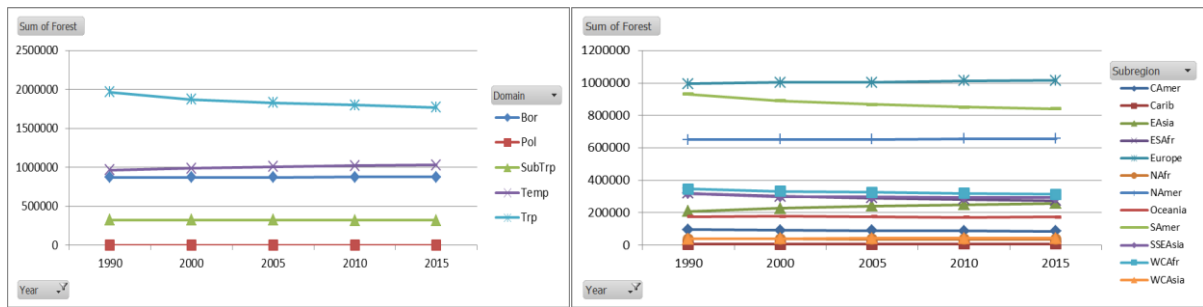 Sum of Forest
2500000
2000000
1500000
1000000
500000
0
1990 2000 2005 2010 2015
Domain
Bor
Pol
SubTrp
Temp
Trp
Year
Sum of Forest
1200000
1000000
800000
600000
400000
200000
0
1990 2000 2005 2010 2015
Subregion
CAmer
Carib
EAsia
ESAfr
Europe
NAfr
NAmer
Oceania
SAmer
SSEAsia
WCAfr
WCAsia
Year